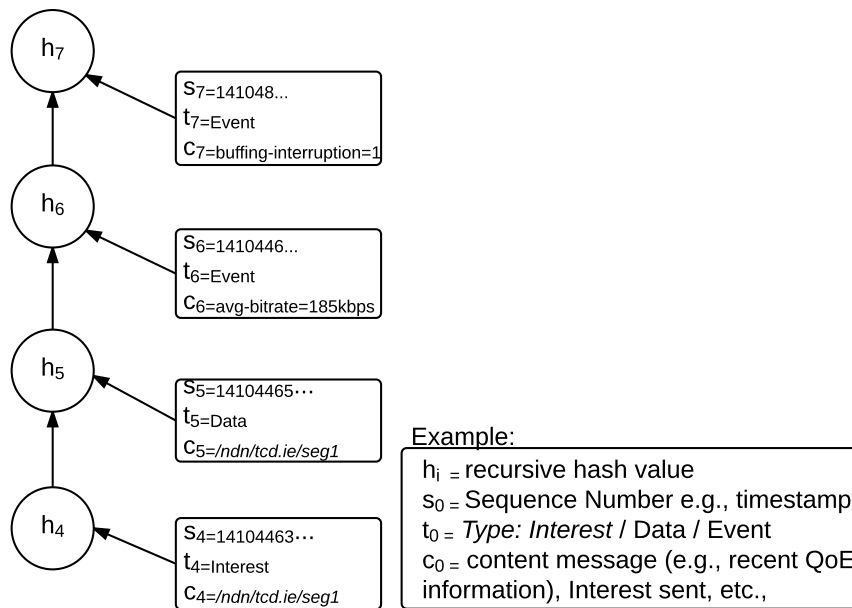 h7
s7=141048...
t7=Event
c7=buffing-interruption=1
h6
s6=1410446...
t6=Event
c6=avg-bitrate=185kbps
h5
s5=14104465...
t5=Data
c5=/ndn/tcd.ie/seg1
h4
s4=14104463...
t4=Interest
c4=/ndn/tcd.ie/seg1
Example:
hi = recursive hash value
s0 = Sequence Number e.g., timestamp
t0 = Type: Interest / Data / Event
c0 = content message (e.g., recent QoE
information), Interest sent, etc.,